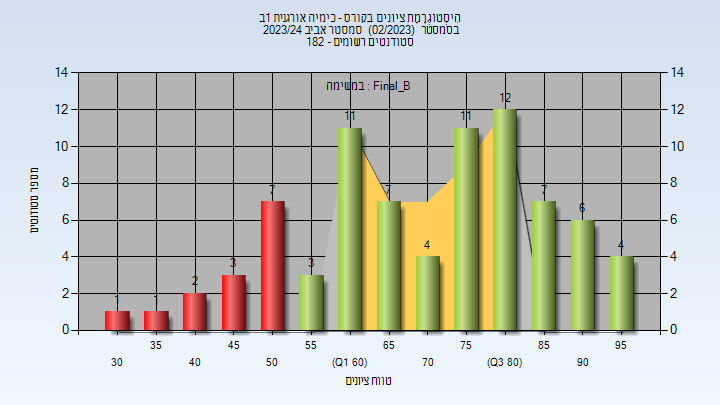 היסטוגרמת ציונים בקורס - כימיה אורגנית 1ב
בסמסטר (02/2023) סמסטר אביב 2023/24
סטודנטים רשומים - 182
במשימה : Final_B
מספר סטודנטים
14 14
12 12
10 10
8 8
6 6
4 4
2 2
0 0
1 1 2 3 7 3 11 7 4 11 12 7 6 4
35 45 55 65 75 85 95
30 40 50 (Q1 60) 70 (Q3 80) 90
טווח ציונים